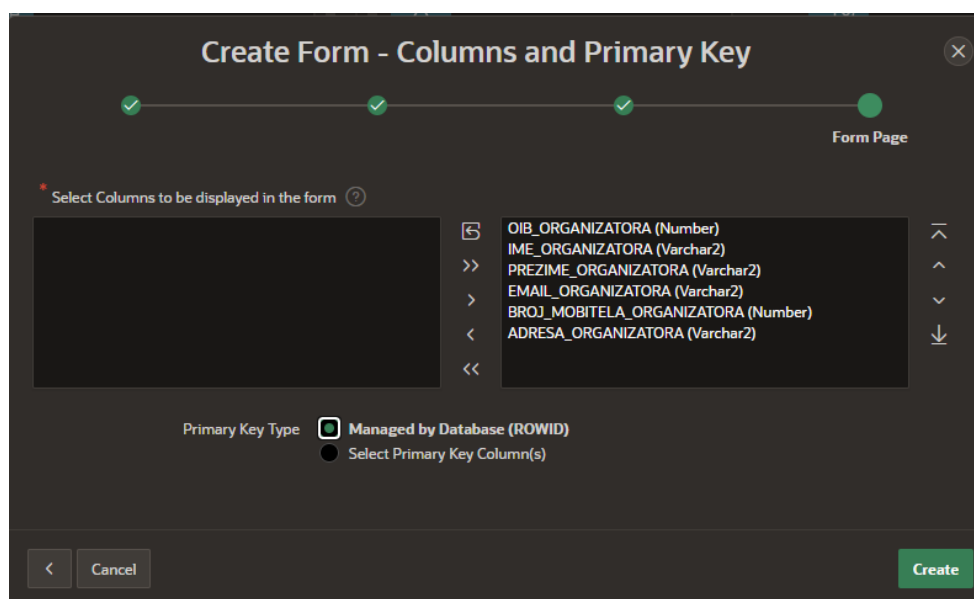 Create Form - Columns and Primary Key
Form Page
* Select Columns to be displayed in the form ?
OIB_ORGANIZATORA (Number)
IME_ORGANIZATORA (Varchar2)
PREZIME_ORGANIZATORA (Varchar2)
EMAIL_ORGANIZATORA (Varchar2)
BROJ_MOBITELA_ORGANIZATORA (Number)
ADRESA_ORGANIZATORA (Varchar2)
Primary Key Type
Managed by Database (ROWID)
Select Primary Key Column(s)
Cancel
Create